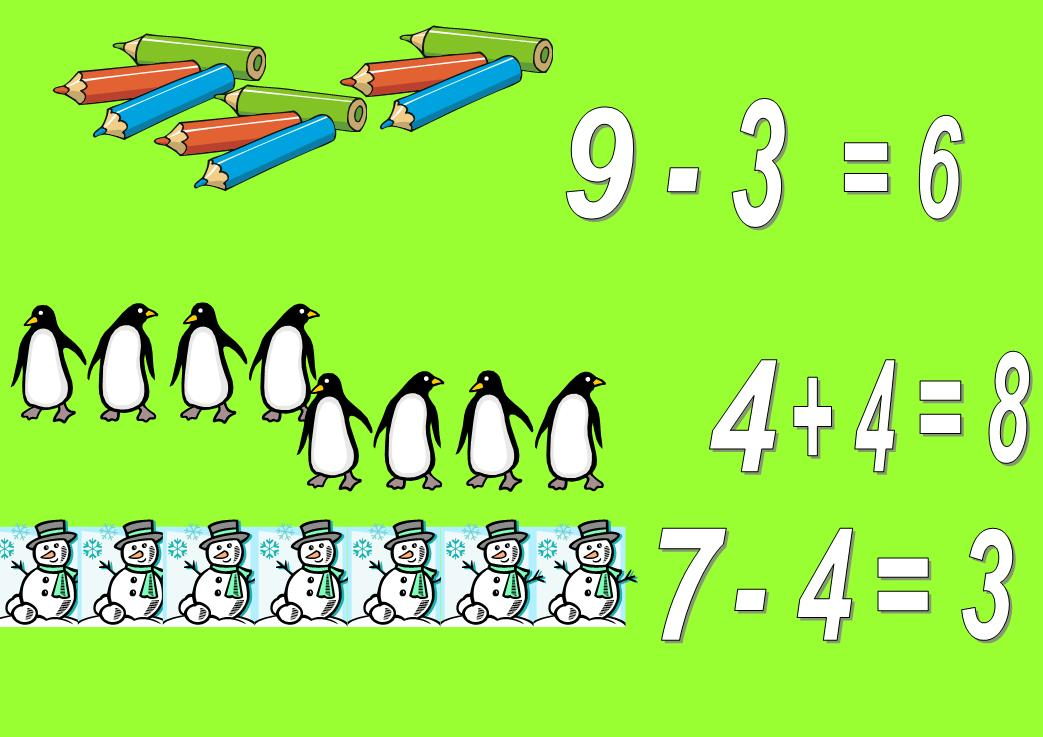 9 - 3 = 6
4 + 4 = 8
7 - 4 = 3